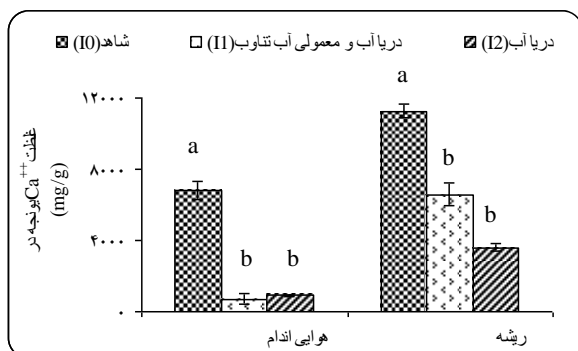 شاهد(I0)
دریا آب و معمولی آب تناوب(I1)
دریا آب(I2)
غلظت Ca++ یونجه در
(mg/g)
۱۲۰۰۰
۸۰۰۰
۴۰۰۰
۰
a
b
b
a
b
b
هوایی اندام
ریشه